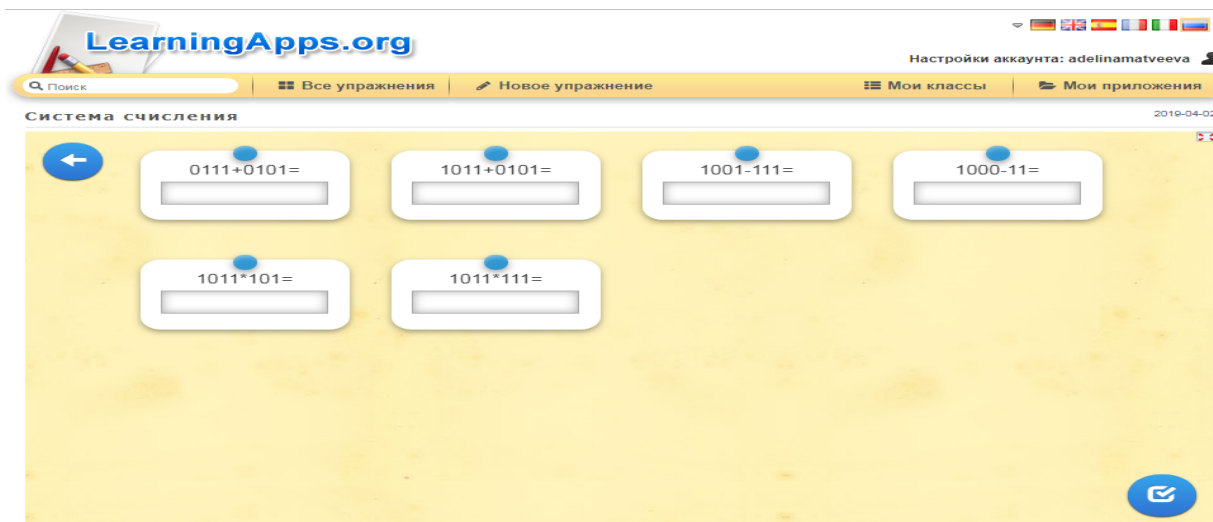 LearningApps.org
Настройки аккаунта: adelinamatveeva
Поиск
Все упражнения
Новое упражнение
Мои классы
Мои приложения
Система счисления
2019-04-02
0111+0101=
1011+0101=
1001-111=
1000-11=
1011*101=
1011*111=